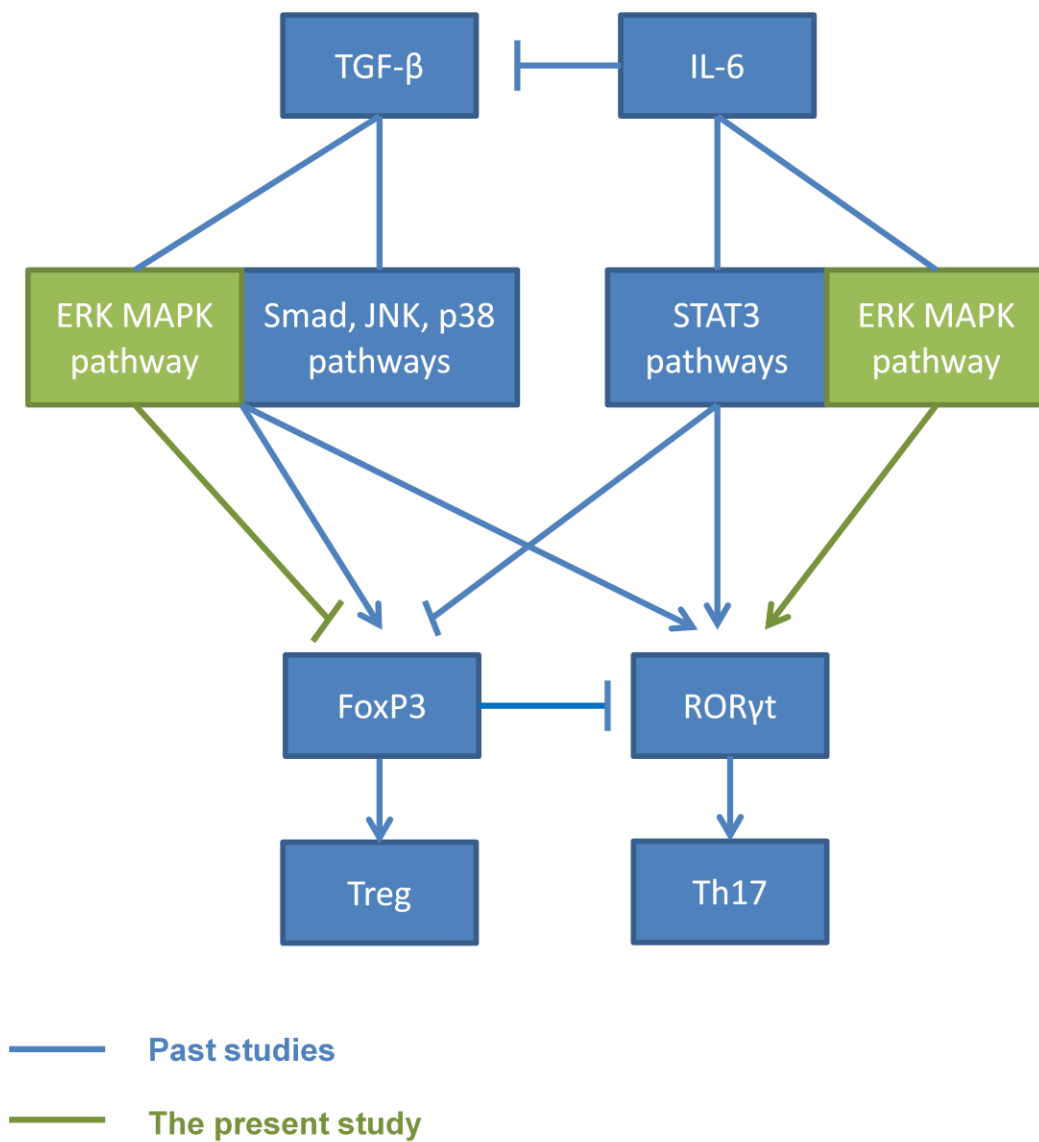 TGF-β
IL-6
ERK MAPK
pathway
Smad, JNK, p38
pathways
STAT3
pathways
ERK MAPK
pathway
FoxP3
RORγt
Treg
Th17
Past studies
The present study